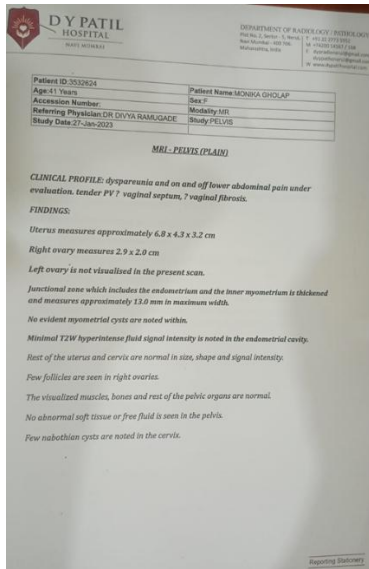 D Y PATIL
HOSPITAL
NAVI MUMBAI
DEPARTMENT OF RADIOLOGY / PATHOLOGY
Patient ID:3532624
Patient Name:MONIKA GHOLAP
Age:41 Years
Sex:F
Accession Number:
Modality:MR
Referring Physician:DR DIVYA RAMUGADE
Study:PELVIS
Study Date:27-Jan-2023
MRI - PELVIS (PLAIN)
CLINICAL PROFILE: dyspareunia and on and off lower abdominal pain under
evaluation. tender PV ? vaginal septum, ? vaginal fibrosis.
FINDINGS:
Uterus measures approximately 6.8 x 4.3 x 3.2 cm
Right ovary measures 2.9 x 2.0 cm
Left ovary is not visualised in the present scan.
Junctional zone which includes the endometrium and the inner myometrium is thickened
and measures approximately 13.0 mm in maximum width.
No evident myometrial cysts are noted within.
Minimal T2W hyperintense fluid signal intensity is noted in the endometrial cavity.
Rest of the uterus and cervix are normal in size, shape and signal intensity.
Few follicles are seen in right ovaries.
The visualized muscles, bones and rest of the pelvic organs are normal.
No abnormal soft tissue or free fluid is seen in the pelvis.
Few nabothian cysts are noted in the cervix.
Reporting Stationery